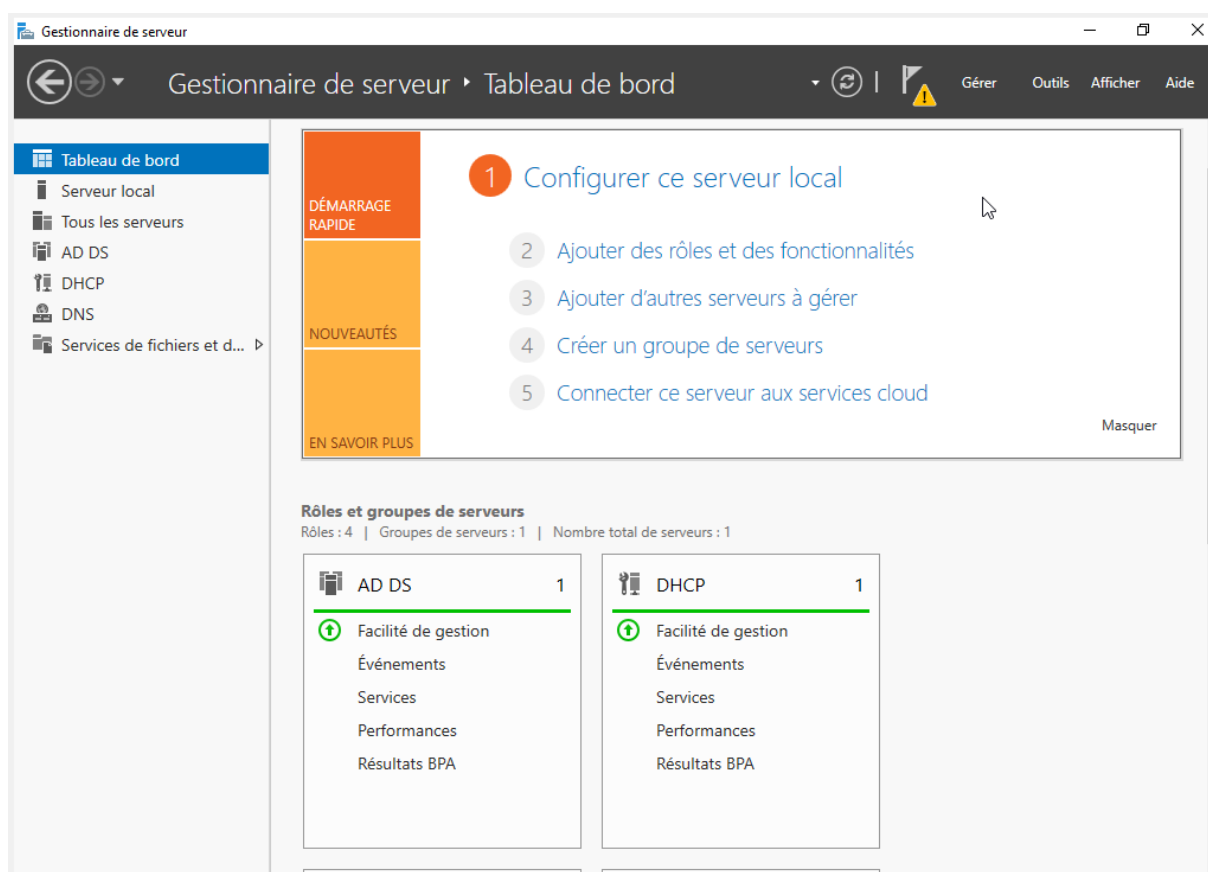 Gestionnaire de serveur
Gestionnaire de serveur ‣ Tableau de bord
Gérer Outils Afficher Aide
Tableau de bord
Serveur local
Tous les serveurs
AD DS
DHCP
DNS
Services de fichiers et d...
DÉMARRAGE
RAPIDE
NOUVEAUTÉS
EN SAVOIR PLUS
1 Configurer ce serveur local
2 Ajouter des rôles et des fonctionnalités
3 Ajouter d’autres serveurs à gérer
4 Créer un groupe de serveurs
5 Connecter ce serveur aux services cloud
Masquer
Rôles et groupes de serveurs
Rôles : 4 | Groupes de serveurs : 1 | Nombre total de serveurs : 1
AD DS 1
Facilité de gestion
Événements
Services
Performances
Résultats BPA
DHCP 1
Facilité de gestion
Événements
Services
Performances
Résultats BPA